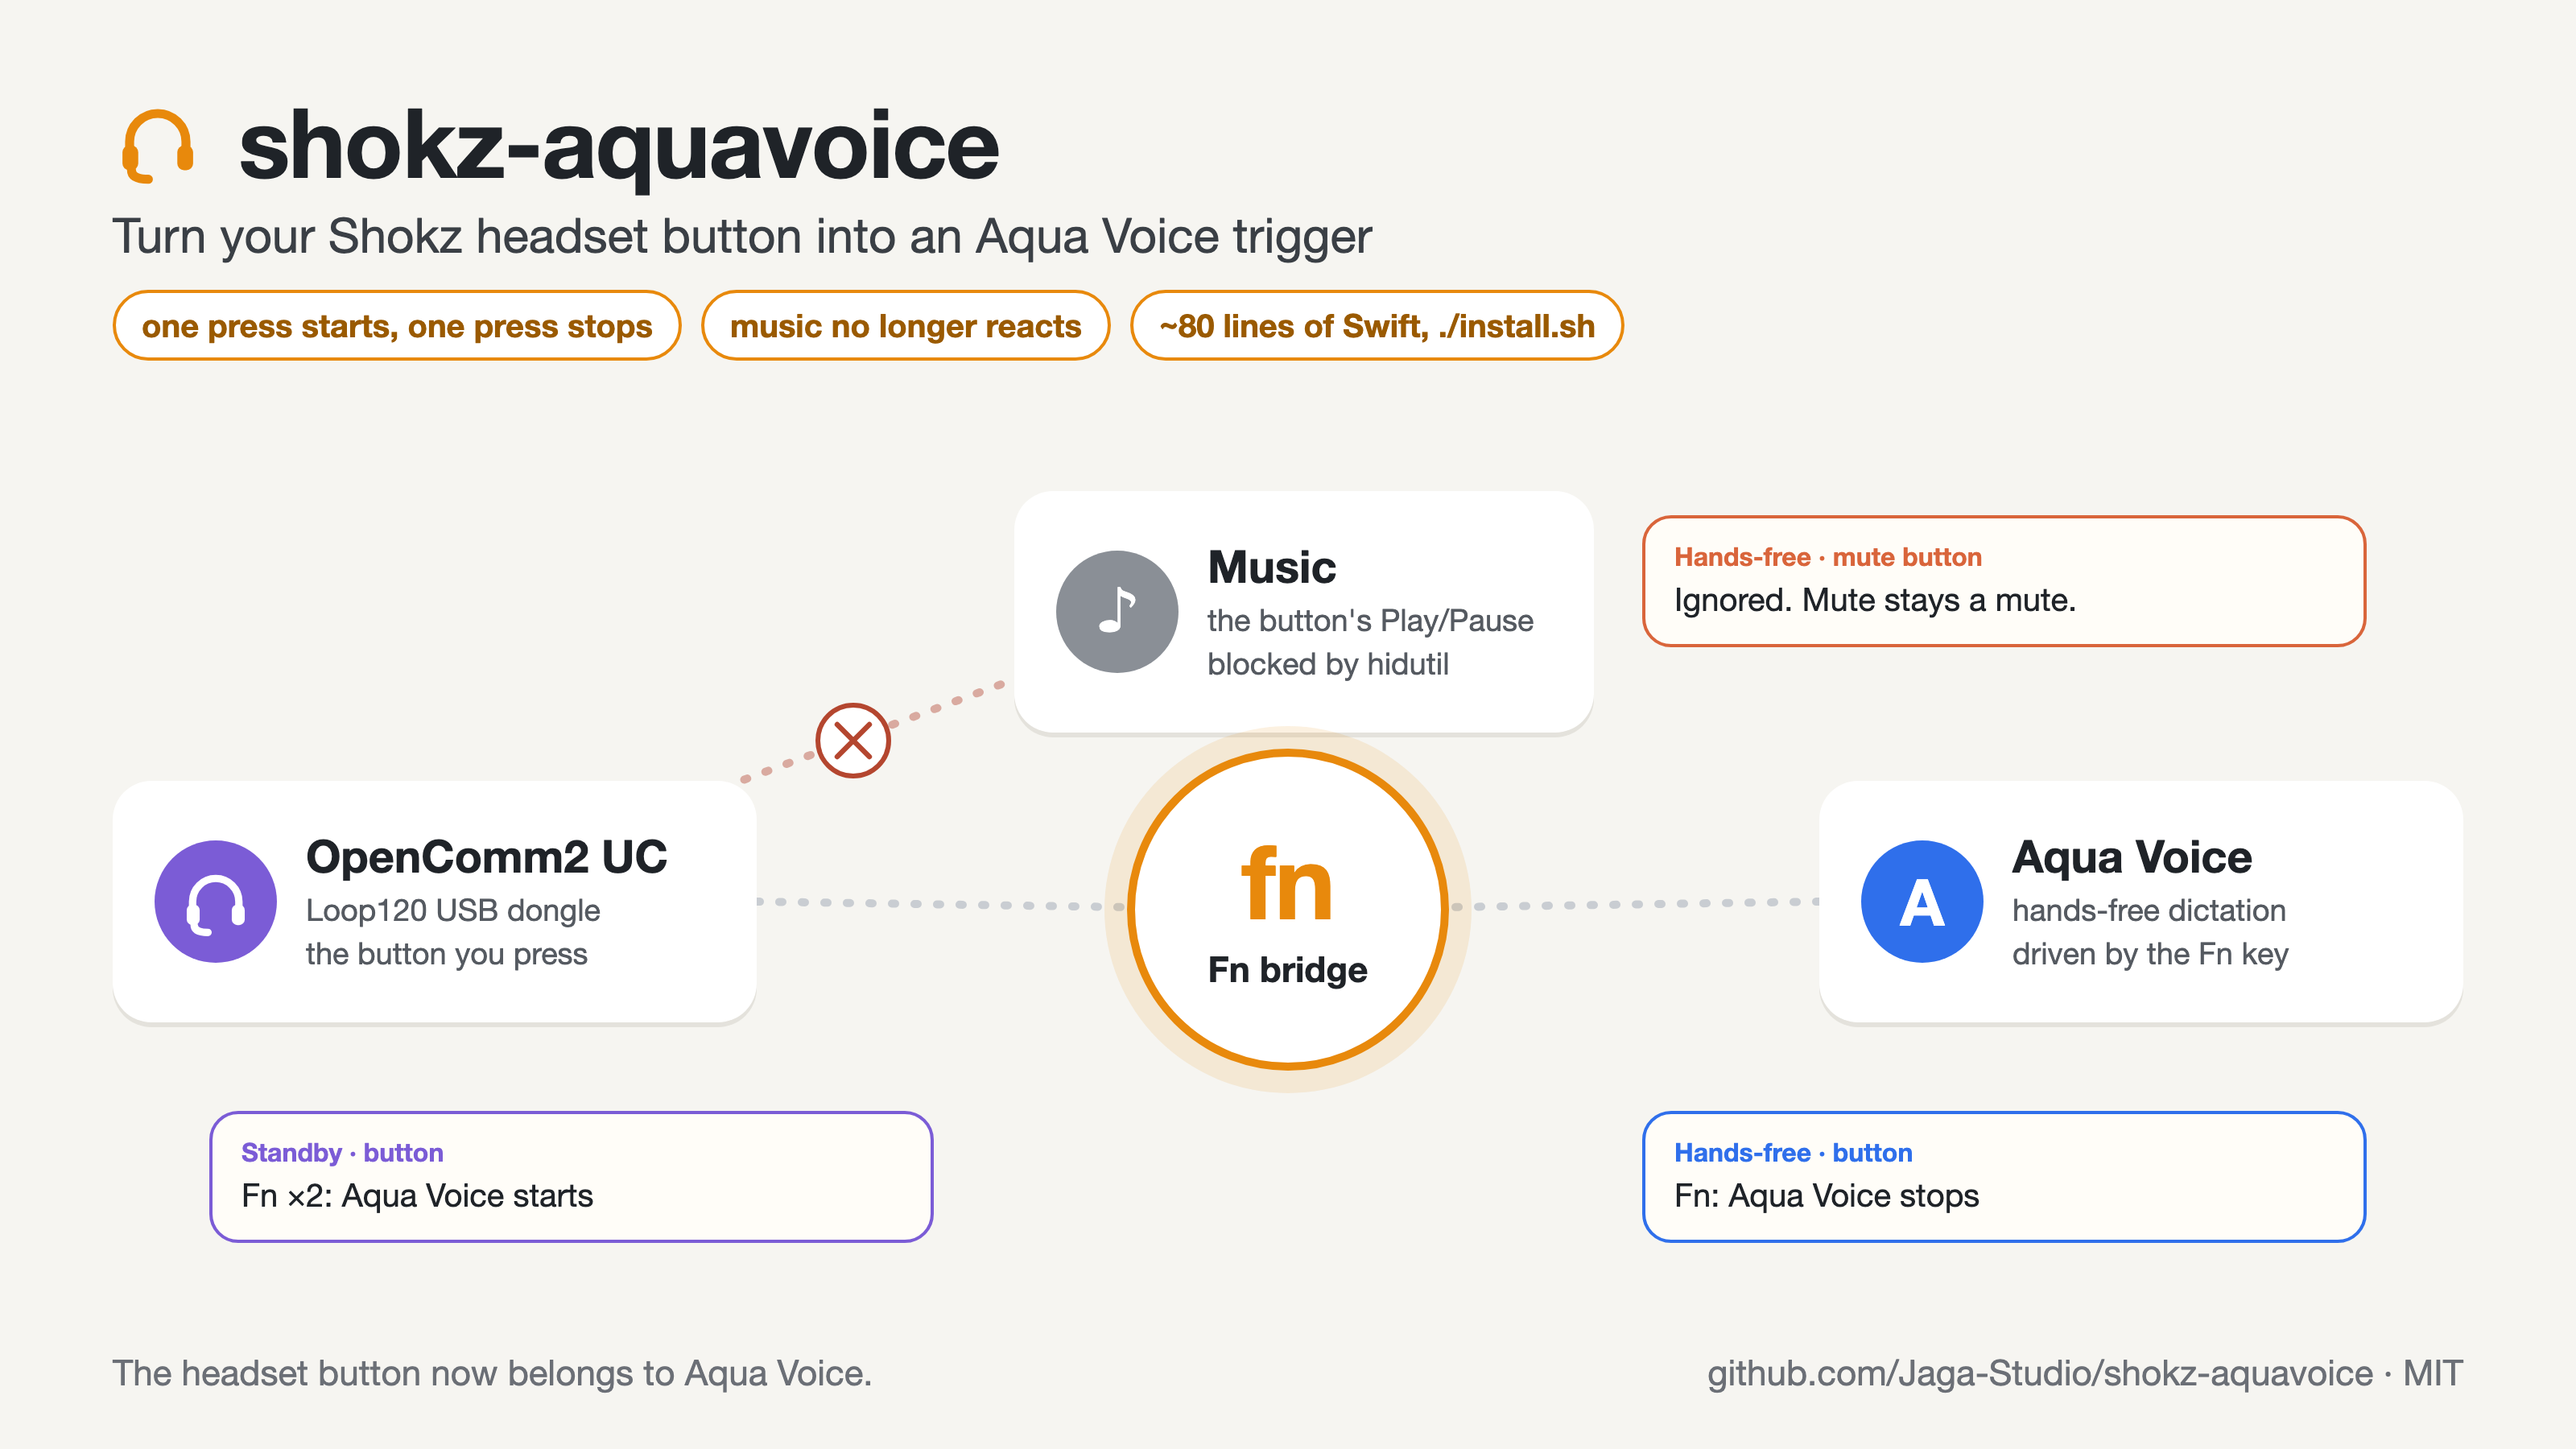 shokz-aquavoice
Turn your Shokz headset button into an Aqua Voice trigger
one press starts, one press stops
music no longer reacts
~80 lines of Swift, ./install.sh
Music
the button's Play/Pause
blocked by hidutil
Hands-free · mute button
Ignored. Mute stays a mute.
OpenComm2 UC
Loop120 USB dongle
the button you press
fn
Fn bridge
A
Aqua Voice
hands-free dictation
driven by the Fn key
Standby · button
Fn ×2: Aqua Voice starts
Hands-free · button
Fn: Aqua Voice stops
The headset button now belongs to Aqua Voice.
github.com/Jaga-Studio/shokz-aquavoice · MIT